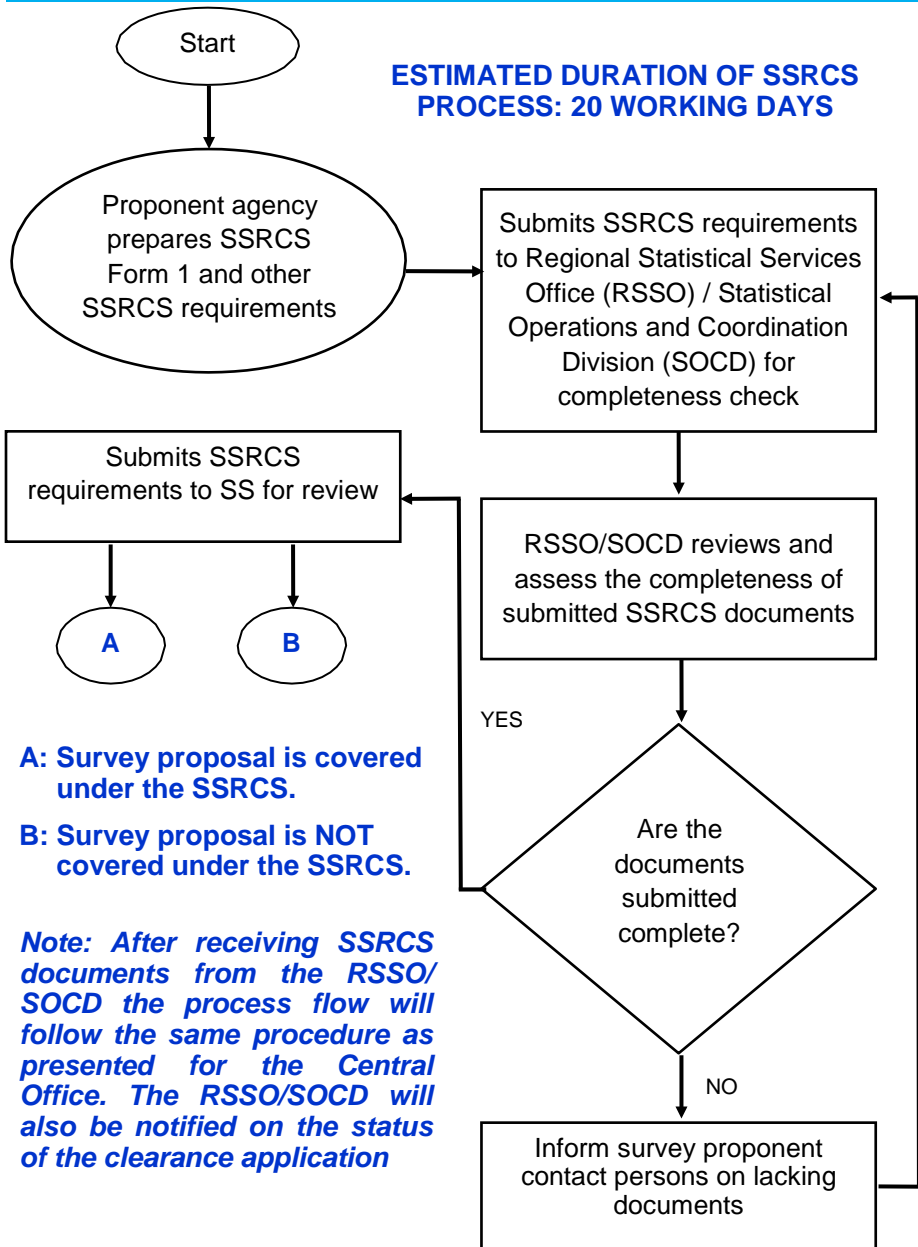 Start
ESTIMATED DURATION OF SSRCS
PROCESS: 20 WORKING DAYS
Proponent agency
prepares SSRCS
Form 1 and other
SSRCS requirements
Submits SSRCS requirements
to Regional Statistical Services
Office (RSSO) / Statistical
Operations and Coordination
Division (SOCD) for
completeness check
Submits SSRCS
requirements to SS for review
RSSO/SOCD reviews and
assess the completeness of
submitted SSRCS documents
A
B
YES
A: Survey proposal is covered
under the SSRCS.
B: Survey proposal is NOT
covered under the SSRCS.
Are the
documents
submitted
complete?
Note: After receiving SSRCS
documents from the RSSO/
SOCD the process flow will
follow the same procedure as
presented for the Central
Office. The RSSO/SOCD will
also be notified on the status
of the clearance application
NO
Inform survey proponent
contact persons on lacking
documents